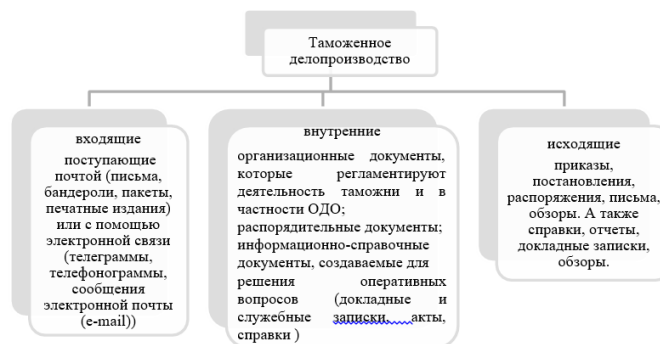 Таможенное
делопроизводство
входящие
поступающие
почтой (письма,
бандероли, пакеты,
печатные издания)
или с помощью
электронной связи
(телеграммы,
телефонограммы,
сообщения
электронной почты
(e-mail))
внутренние
организационные документы,
которые регламентируют
деятельность таможни и в
частности ОДО;
распорядительные документы;
информационно-справочные
документы, создаваемые для
решения оперативных
вопросов (докладные и
служебные записки, акты,
справки )
исходящие
приказы,
постановления,
распоряжения, письма,
обзоры. А также
справки, отчеты,
докладные записки,
обзоры.